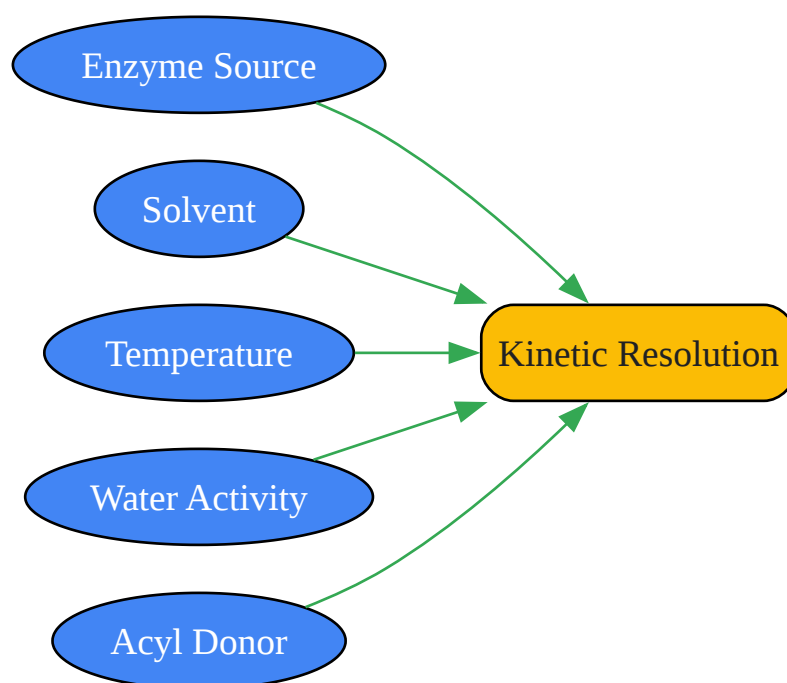 Enzyme Source
Solvent
Temperature
Kinetic Resolution
Water Activity
Acyl Donor